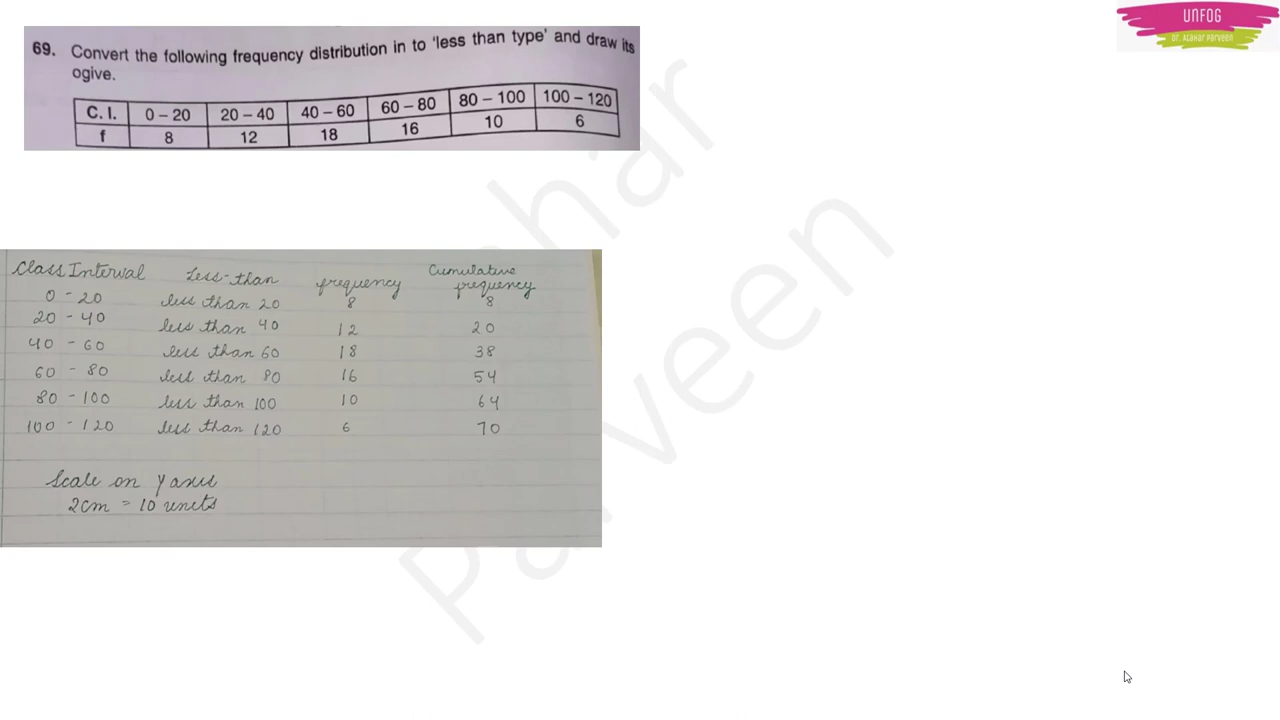 UNFOG
Dr. Atahar Parveen
69. Convert the following frequency distribution in to 'less than type' and draw its
ogive.
C. I. 0 – 20 20 – 40 40 – 60 60 – 80 80 – 100 100 – 120
f 8 12 18 16 10 6
Class Interval Less-than frequency Cumulative frequency
0 - 20 less than 20 8 8
20 - 40 less than 40 12 20
40 - 60 less than 60 18 38
60 - 80 less than 80 16 54
80 - 100 less than 100 10 64
100 - 120 less than 120 6 70
Scale on y axis
2cm = 10 units
Parveen